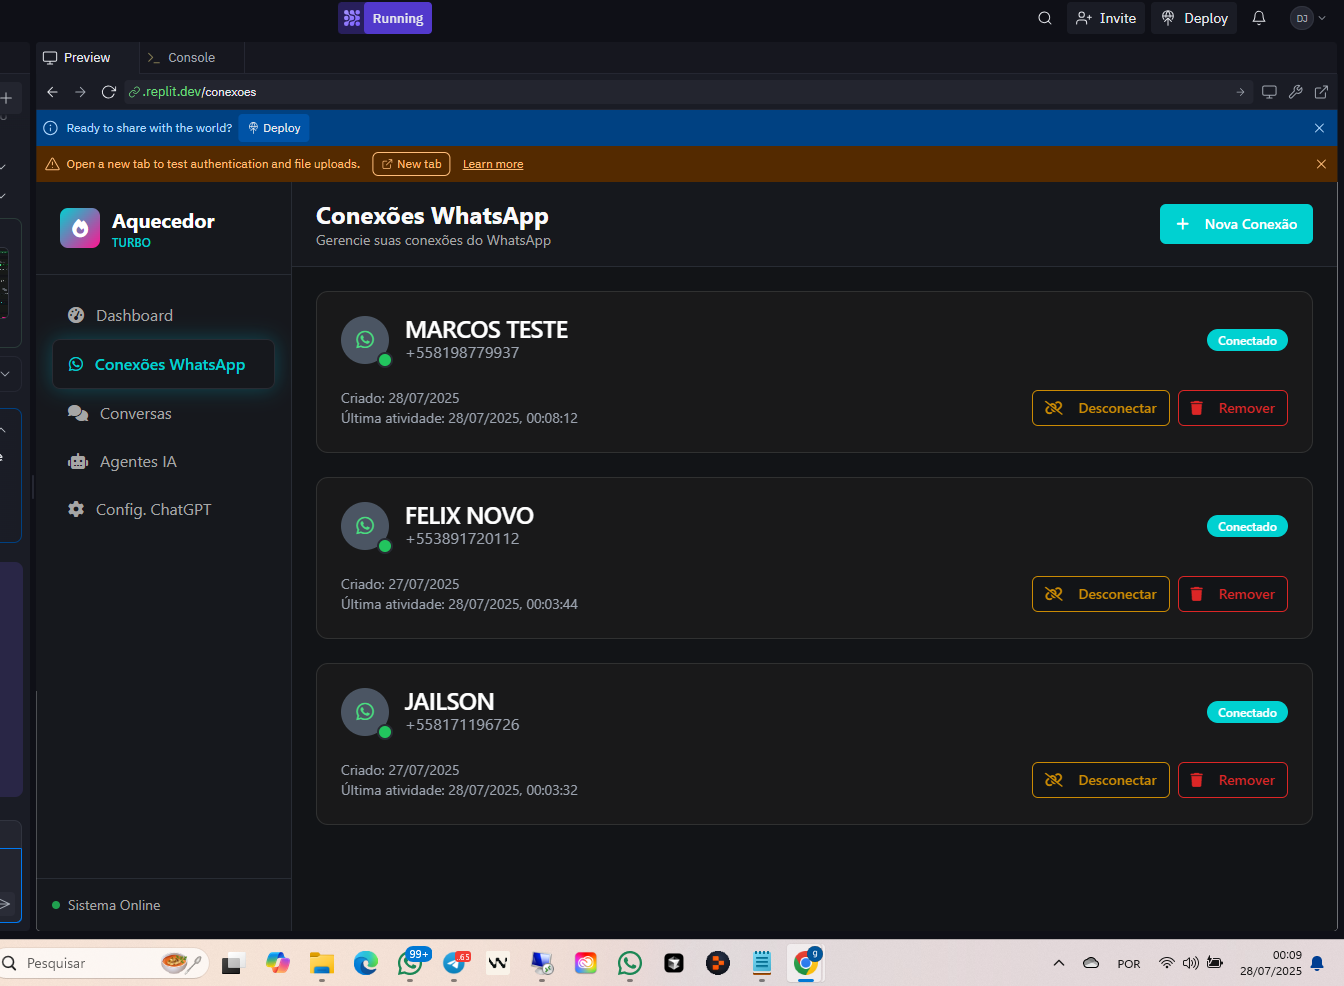 Running
Invite
Deploy
DJ
Preview
Console
.replit.dev/conexoes
Ready to share with the world?
Deploy
Open a new tab to test authentication and file uploads.
New tab
Learn more
Aquecedor
TURBO
Conexões WhatsApp
Gerencie suas conexões do WhatsApp
Nova Conexão
Dashboard
Conexões WhatsApp
Conversas
Agentes IA
Config. ChatGPT
MARCOS TESTE
+558198779937
Conectado
Criado: 28/07/2025
Última atividade: 28/07/2025, 00:08:12
Desconectar
Remover
FELIX NOVO
+553891720112
Conectado
Criado: 27/07/2025
Última atividade: 28/07/2025, 00:03:44
Desconectar
Remover
JAILSON
+558171196726
Conectado
Criado: 27/07/2025
Última atividade: 28/07/2025, 00:03:32
Desconectar
Remover
Sistema Online
Pesquisar
99+
65
g
POR
00:09
28/07/2025